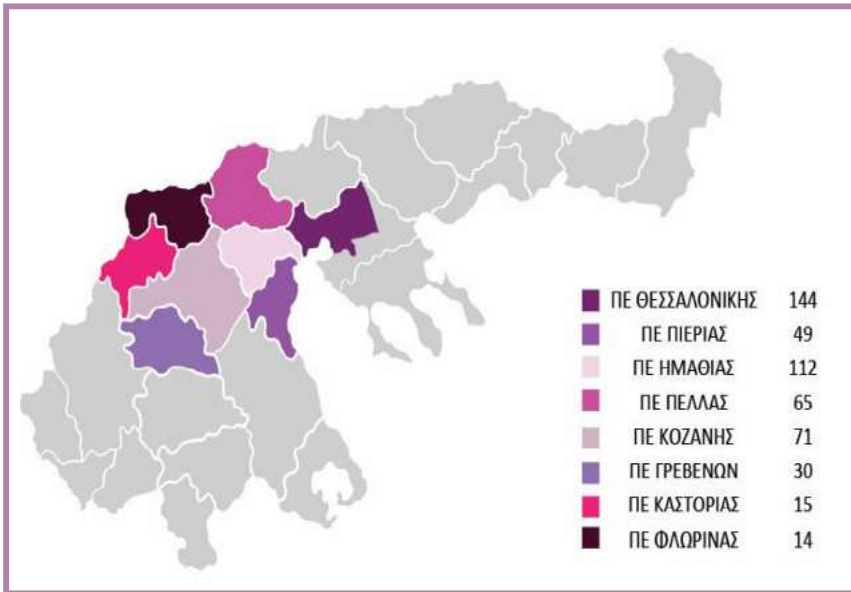 ΠΕ ΘΕΣΣΑΛΟΝΙΚΗΣ 144
ΠΕ ΠΙΕΡΙΑΣ 49
ΠΕ ΗΜΑΘΙΑΣ 112
ΠΕ ΠΕΛΛΑΣ 65
ΠΕ ΚΟΖΑΝΗΣ 71
ΠΕ ΓΡΕΒΕΝΩΝ 30
ΠΕ ΚΑΣΤΟΡΙΑΣ 15
ΠΕ ΦΛΩΡΙΝΑΣ 14